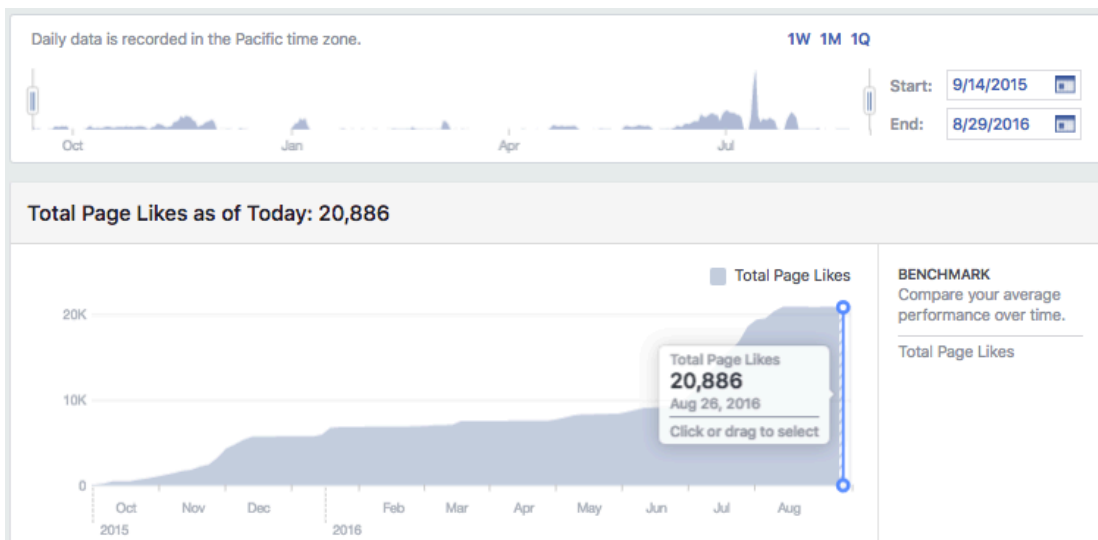 Daily data is recorded in the Pacific time zone.
1W 1M 1Q
Start: 9/14/2015
End: 8/29/2016
Oct Jan Apr Jul
Total Page Likes as of Today: 20,886
Total Page Likes
BENCHMARK
Compare your average
performance over time.
Total Page Likes
20K
10K
0
Total Page Likes
20,886
Aug 26, 2016
Click or drag to select
Oct Nov Dec Feb Mar Apr May Jun Jul Aug
2015 2016